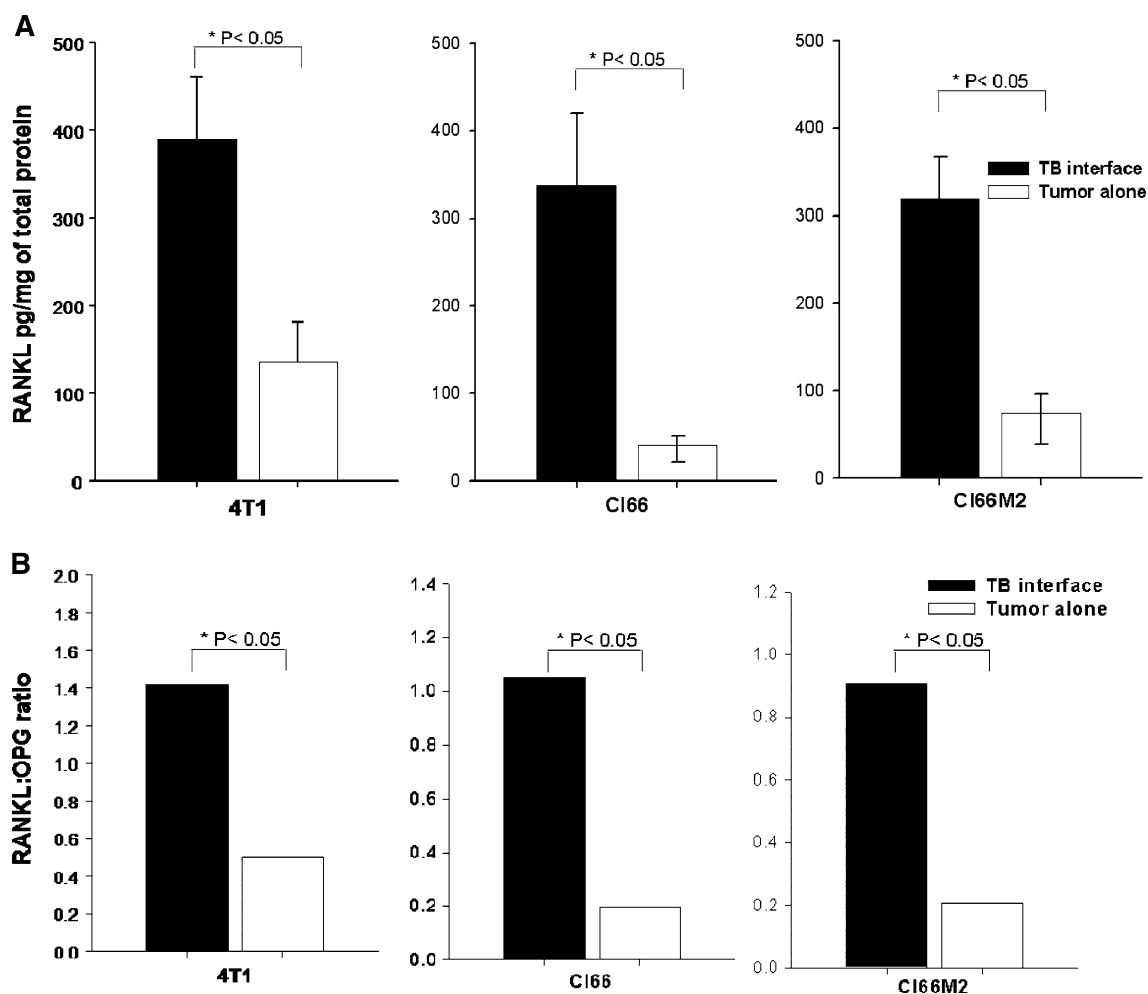 A
RANKL pg/mg of total protein
500
400
300
200
100
0
* P< 0.05
4T1
500
400
300
200
100
0
* P< 0.05
Cl66
500
400
300
200
100
0
* P< 0.05
TB interface
Tumor alone
Cl66M2
B
RANKL:OPG ratio
2.0
1.8
1.6
1.4
1.2
1.0
0.8
0.6
0.4
0.2
0.0
* P< 0.05
4T1
1.4
1.2
1.0
0.8
0.6
0.4
0.2
0.0
* P< 0.05
Cl66
1.2
1.0
0.8
0.6
0.4
0.2
0.0
* P< 0.05
TB interface
Tumor alone
Cl66M2